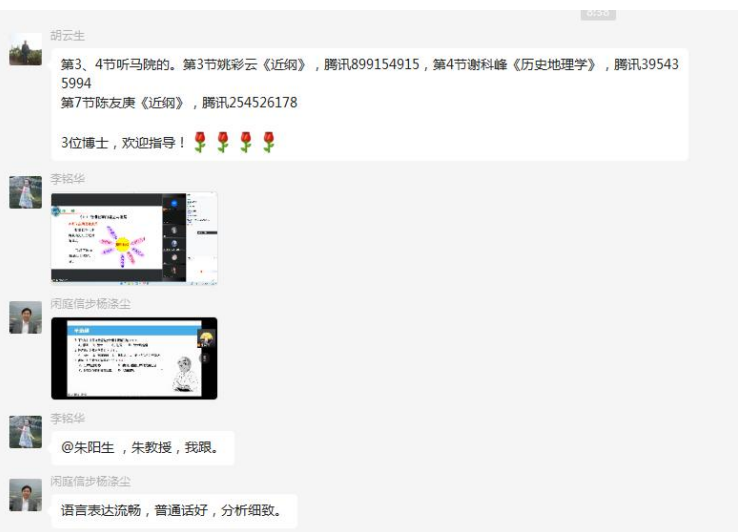 胡云生
第3、4节听马院的。第3节姚彩云《近纲》，腾讯899154915，第4节谢科峰《历史地理学》，腾讯39543
5994
第7节陈友庚《近纲》，腾讯254526178
3位博士，欢迎指导！
李铭华
闲庭信步杨涤尘
李铭华
@朱阳生 ，朱教授，我跟。
闲庭信步杨涤尘
语言表达流畅，普通话好，分析细致。